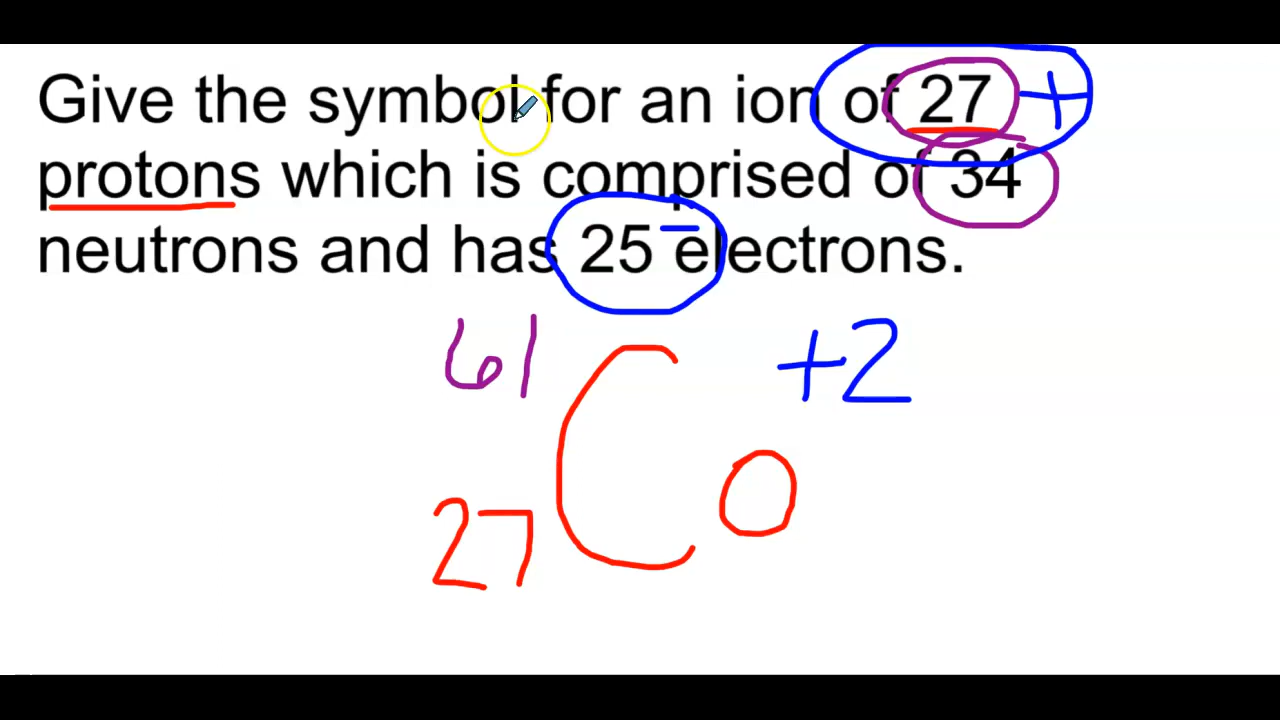 Give the symbol for an ion of 27 +
protons which is comprised of 34
neutrons and has 25 electrons.
61 Co +2
27